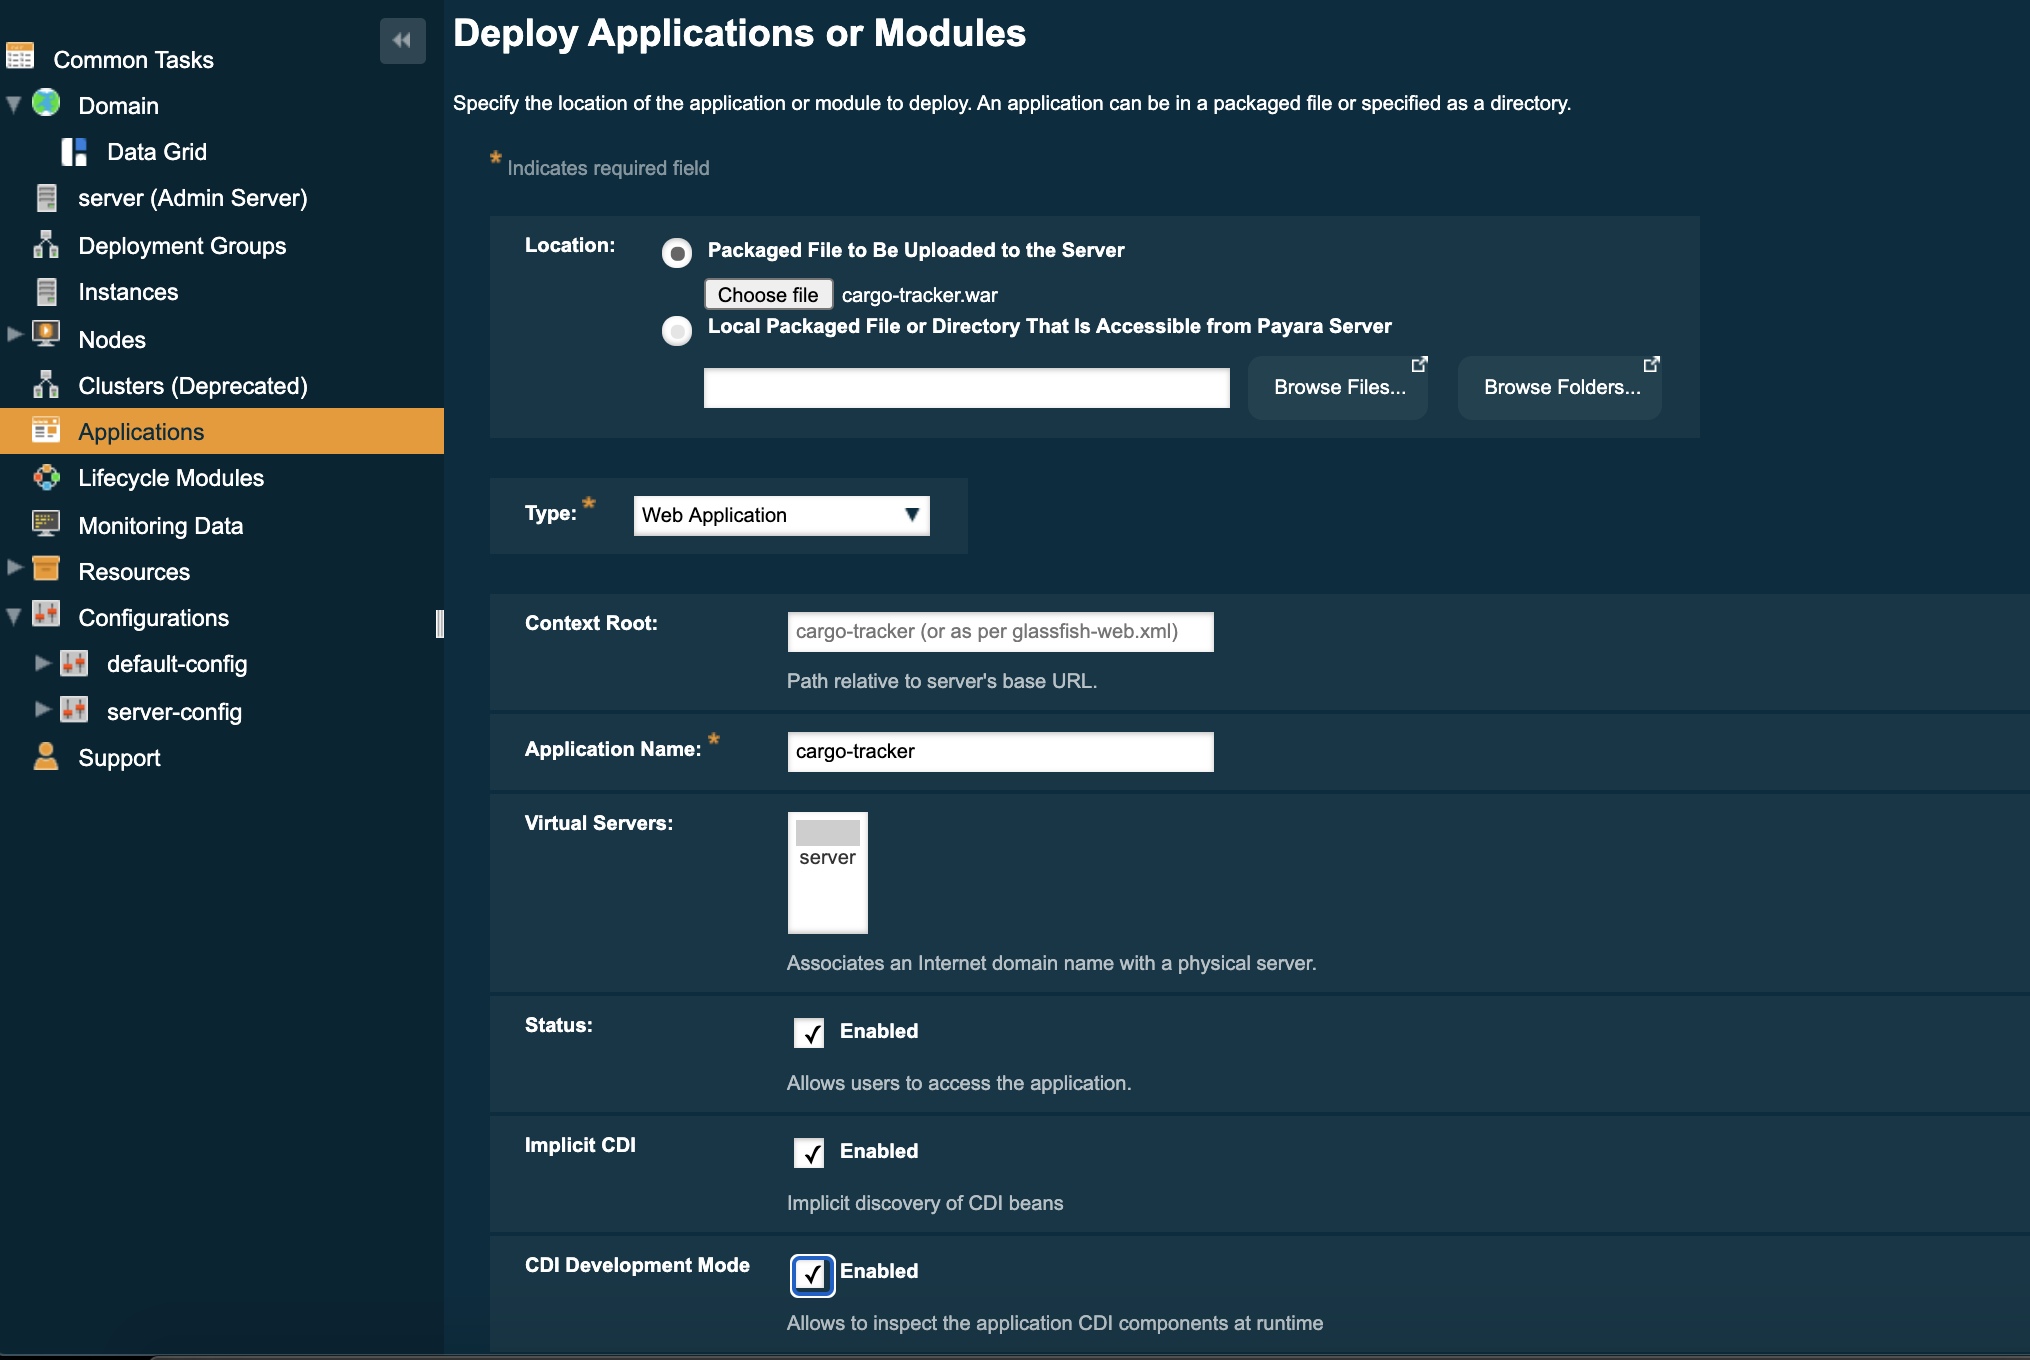 Common Tasks
Domain
Data Grid
server (Admin Server)
Deployment Groups
Instances
Nodes
Clusters (Deprecated)
Applications
Lifecycle Modules
Monitoring Data
Resources
Configurations
default-config
server-config
Support
Deploy Applications or Modules
Specify the location of the application or module to deploy. An application can be in a packaged file or specified as a directory.
* Indicates required field
Location:
Packaged File to Be Uploaded to the Server
Choose file cargo-tracker.war
Local Packaged File or Directory That Is Accessible from Payara Server
Browse Files... Browse Folders...
Type: * Web Application
Context Root: cargo-tracker (or as per glassfish-web.xml)
Path relative to server's base URL.
Application Name: * cargo-tracker
Virtual Servers:
server
Associates an Internet domain name with a physical server.
Status: Enabled
Allows users to access the application.
Implicit CDI Enabled
Implicit discovery of CDI beans
CDI Development Mode Enabled
Allows to inspect the application CDI components at runtime